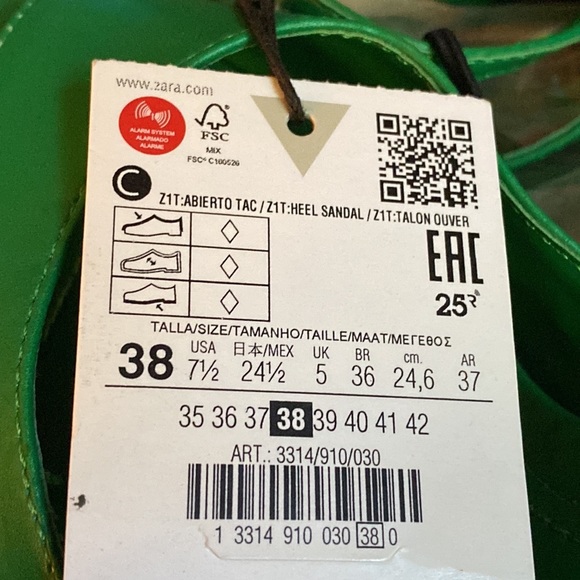 www.zara.com
ALARM SYSTEM
ALARMADO
ALARME
FSC
MIX
FSC® C100526
C
Z1T:ABIERTO TAC / Z1T:HEEL SANDAL / Z1T:TALON OUVER
EAC
25
TALLA/SIZE/TAMANHO/TAILLE/MAAT/ΜΕΓΕΘΟΣ
38
USA 日本/MEX UK BR cm. AR
7½ 24½ 5 36 24,6 37
35 36 37 38 39 40 41 42
ART.: 3314/910/030
1 3314 910 030 38 0